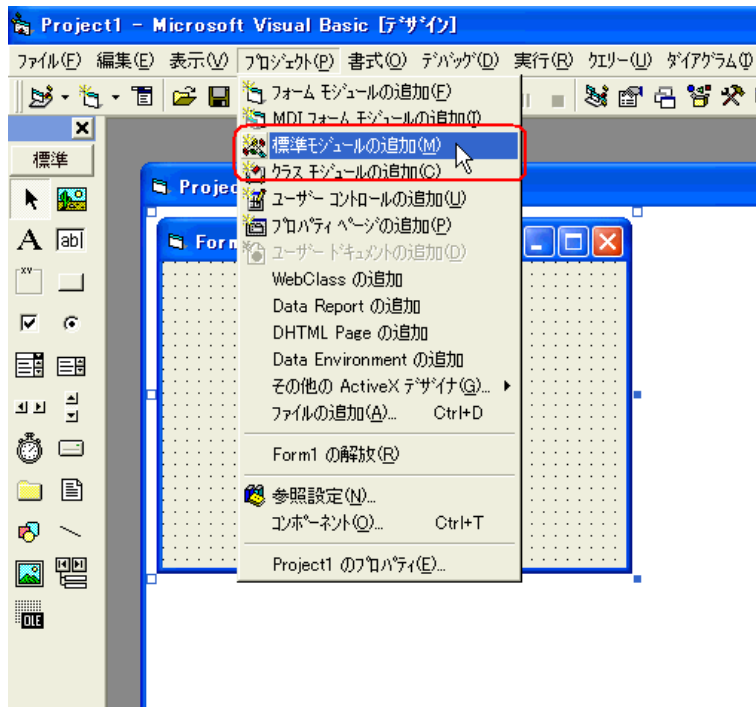 Project1 - Microsoft Visual Basic [ﾃﾞｻﾞｲﾝ]
ﾌｧｲﾙ(F) 編集(E) 表示(V) ﾌﾟﾛｼﾞｪｸﾄ(P) 書式(O) ﾃﾞﾊﾞｯｸﾞ(D) 実行(R) ｸｴﾘｰ(U) ﾀﾞｲｱｸﾞﾗﾑ(I
標準
Projec
Form
ﾌｫｰﾑ ﾓｼﾞｭｰﾙの追加(F)
MDI ﾌｫｰﾑ ﾓｼﾞｭｰﾙの追加(I)
標準ﾓｼﾞｭｰﾙの追加(M)
ｸﾗｽ ﾓｼﾞｭｰﾙの追加(C)
ﾕｰｻﾞｰ ｺﾝﾄﾛｰﾙの追加(U)
ﾌﾟﾛﾊﾟﾃｨ ﾍﾟｰｼﾞの追加(P)
ﾕｰｻﾞｰ ﾄﾞｷｭﾒﾝﾄの追加(D)
WebClass の追加
Data Report の追加
DHTML Page の追加
Data Environment の追加
その他の ActiveX ﾃﾞｻﾞｲﾅ(G)...
ﾌｧｲﾙの追加(A)... Ctrl+D
Form1 の解放(R)
参照設定(N)...
ｺﾝﾎﾟｰﾈﾝﾄ(O)... Ctrl+T
Project1 のﾌﾟﾛﾊﾟﾃｨ(E)...
A
ab|
XY
OLE